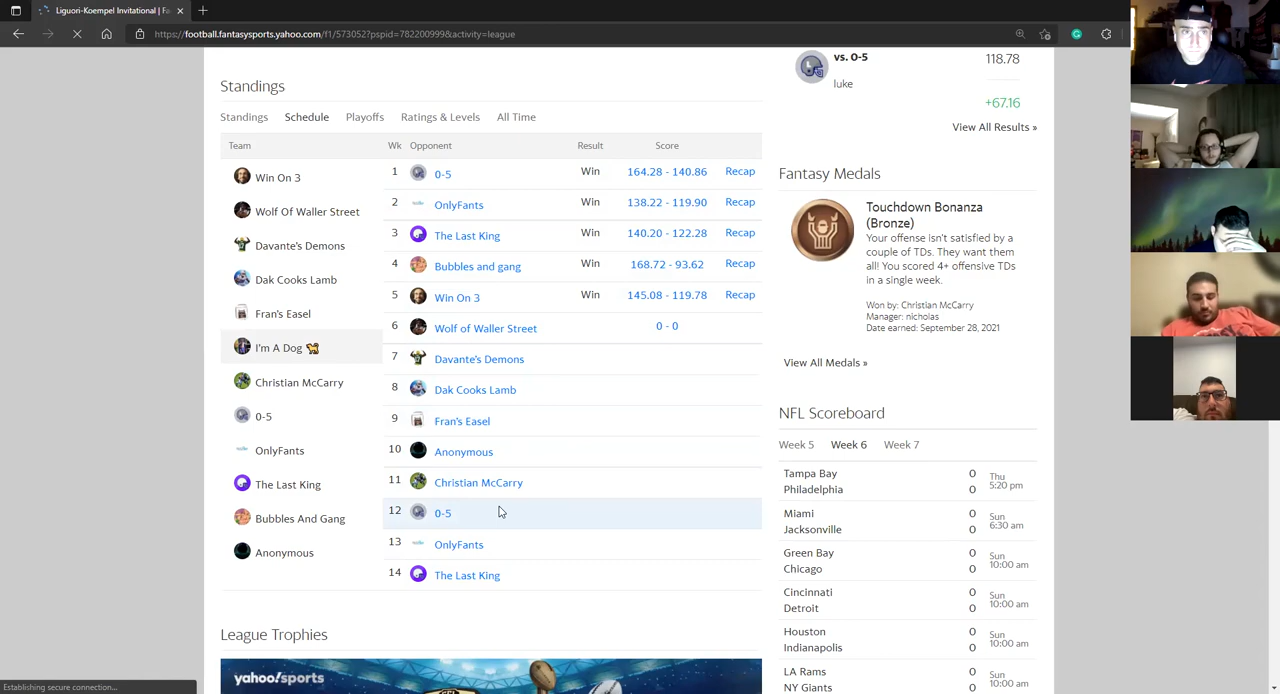 Liguori-Koempel Invitational | Fa
https://football.fantasysports.yahoo.com/f1/573052?pspid=782200999&activity=league
Standings
Standings Schedule Playoffs Ratings & Levels All Time
Team Wk Opponent Result Score
Win On 3
Wolf Of Waller Street
Davante's Demons
Dak Cooks Lamb
Fran's Easel
I'm A Dog 🐕
Christian McCarry
0-5
OnlyFants
The Last King
Bubbles And Gang
Anonymous
1 0-5 Win 164.28 - 140.86 Recap
2 OnlyFants Win 138.22 - 119.90 Recap
3 The Last King Win 140.20 - 122.28 Recap
4 Bubbles and gang Win 168.72 - 93.62 Recap
5 Win On 3 Win 145.08 - 119.78 Recap
6 Wolf of Waller Street 0 - 0
7 Davante's Demons
8 Dak Cooks Lamb
9 Fran's Easel
10 Anonymous
11 Christian McCarry
12 0-5
13 OnlyFants
14 The Last King
League Trophies
yahoo!sports
vs. 0-5 118.78
luke
+67.16
View All Results »
Fantasy Medals
Touchdown Bonanza
(Bronze)
Your offense isn't satisfied by a
couple of TDs. They want them
all! You scored 4+ offensive TDs
in a single week.
Won by: Christian McCarry
Manager: nicholas
Date earned: September 28, 2021
View All Medals »
NFL Scoreboard
Week 5 Week 6 Week 7
Tampa Bay 0 Thu
Philadelphia 0 5:20 pm
Miami 0 Sun
Jacksonville 0 6:30 am
Green Bay 0 Sun
Chicago 0 10:00 am
Cincinnati 0 Sun
Detroit 0 10:00 am
Houston 0 Sun
Indianapolis 0 10:00 am
LA Rams 0 Sun
NY Giants 0 10:00 am
Establishing secure connection...